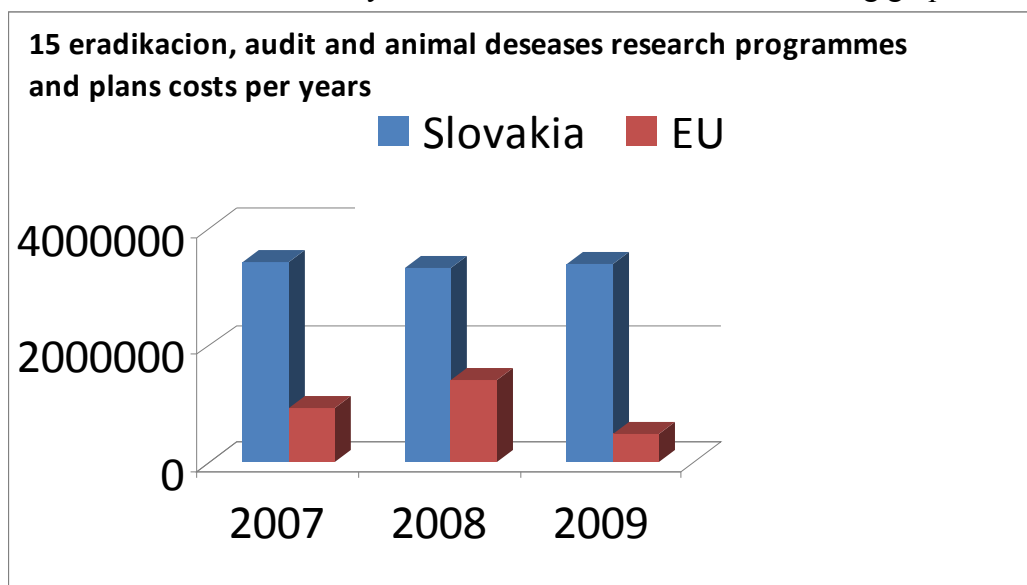 15 eradikacion, audit and animal deseases research programmes
and plans costs per years
Slovakia EU
4000000
2000000
0
2007 2008 2009